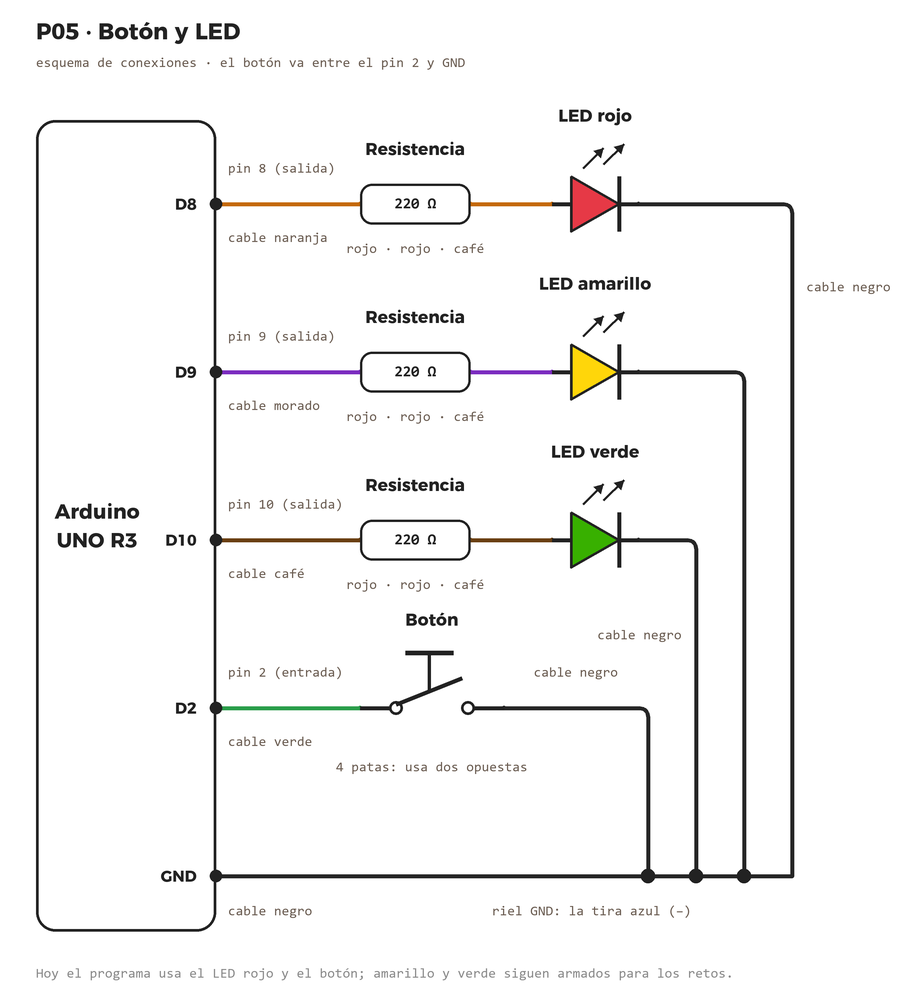 P05 · Botón y LED
esquema de conexiones · el botón va entre el pin 2 y GND
LED rojo
Resistencia
pin 8 (salida)
D8
220 Ω
cable naranja
rojo · rojo · café
LED amarillo
cable negro
Resistencia
pin 9 (salida)
D9
220 Ω
cable morado
rojo · rojo · café
LED verde
Resistencia
pin 10 (salida)
Arduino
UNO R3
D10
220 Ω
cable café
rojo · rojo · café
Botón
cable negro
pin 2 (entrada)
cable negro
D2
cable verde
4 patas: usa dos opuestas
GND
cable negro
riel GND: la tira azul (−)
Hoy el programa usa el LED rojo y el botón; amarillo y verde siguen armados para los retos.